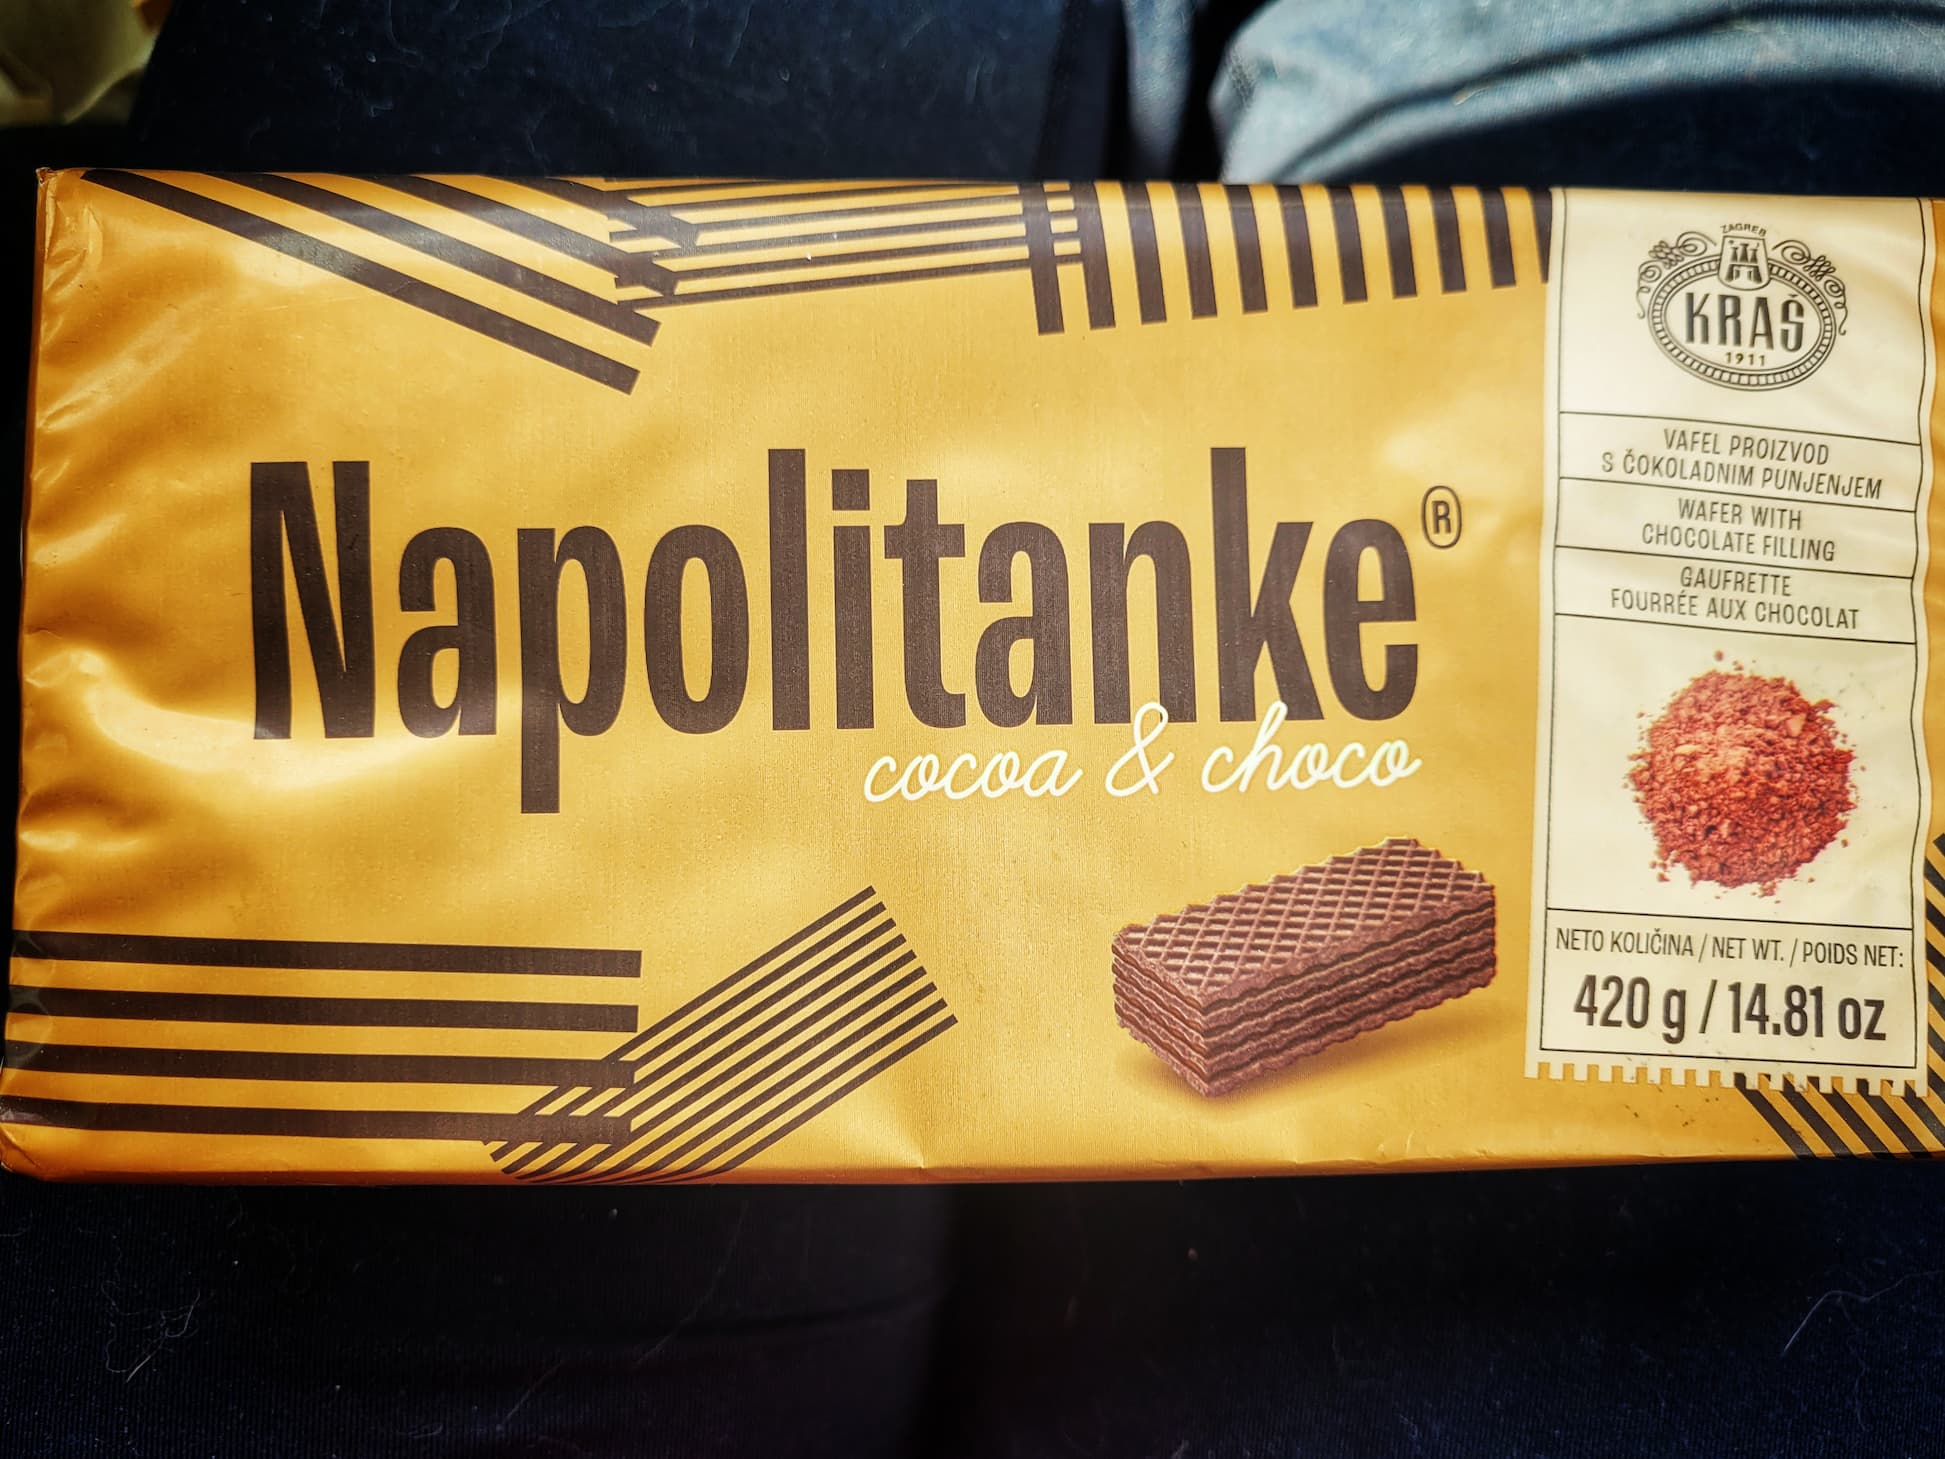 Napolitanke®
cocoa & choco
ZAGREB
KRAŠ
1911
VAFEL PROIZVOD
S ČOKOLADNIM PUNJENJEM
WAFER WITH
CHOCOLATE FILLING
GAUFRETTE
FOURRÉE AUX CHOCOLAT
NETO KOLIČINA / NET WT. / POIDS NET:
420 g / 14.81 oz